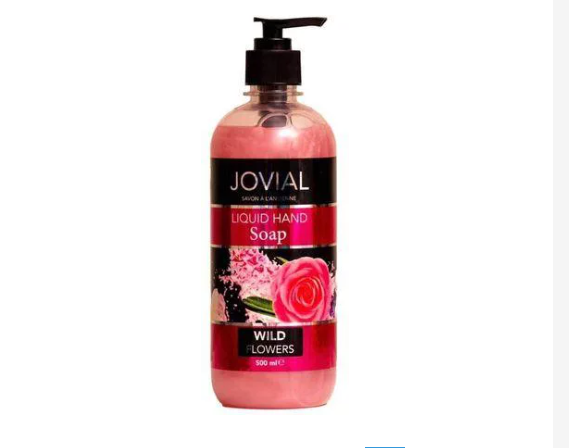 JOVIAL
SAVON À L'ANCIENNE
LIQUID HAND
Soap
WILD
FLOWERS
500 ml ℮